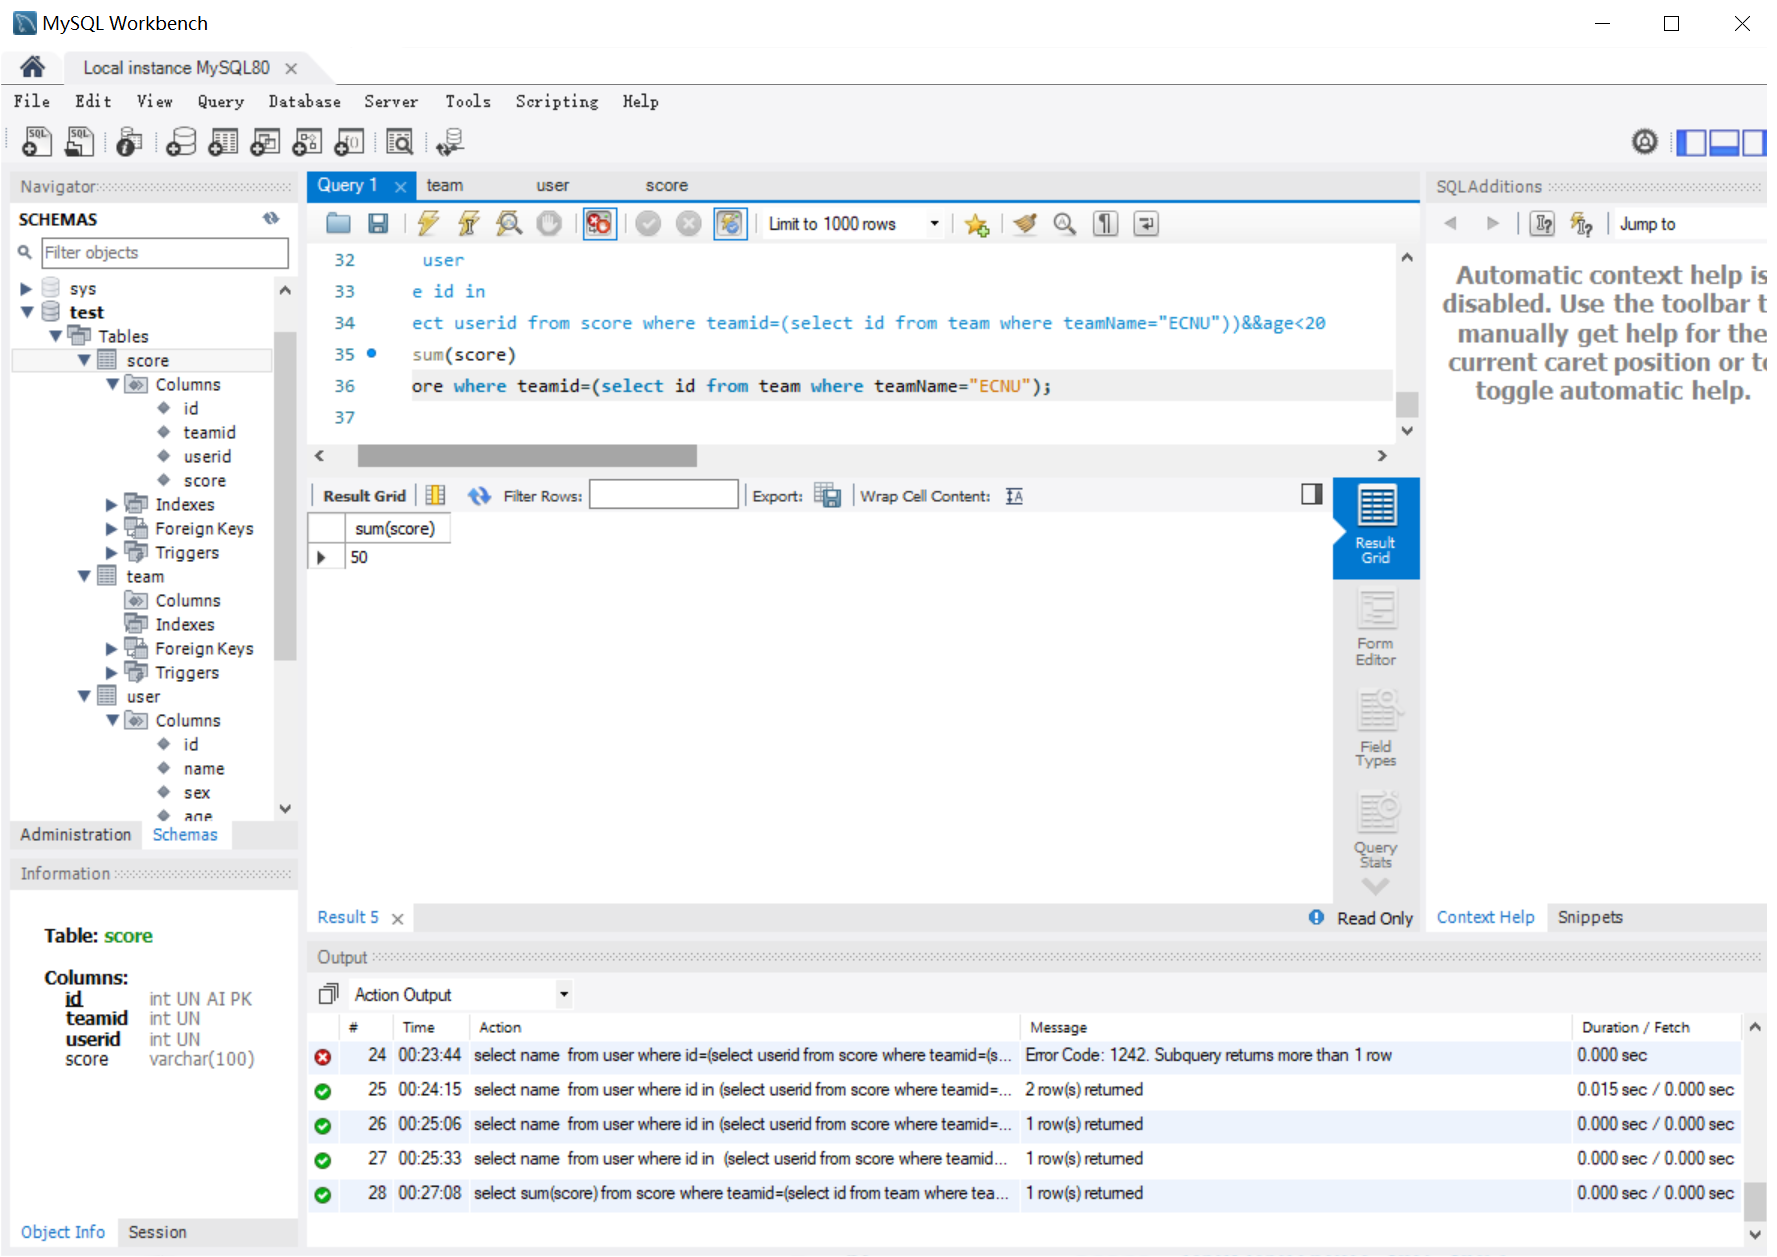 MySQL Workbench
Local instance MySQL80
File Edit View Query Database Server Tools Scripting Help
Navigator
SCHEMAS
Filter objects
sys
test
Tables
score
Columns
id
teamid
userid
score
Indexes
Foreign Keys
Triggers
team
Columns
Indexes
Foreign Keys
Triggers
user
Columns
id
name
sex
age
Administration Schemas
Information
Table: score
Columns:
id int UN AI PK
teamid int UN
userid int UN
score varchar(100)
Object Info Session
Query 1 team user score
Limit to 1000 rows
32 user
33 e id in
34 ect userid from score where teamid=(select id from team where teamName="ECNU"))&&age<20
35 sum(score)
36 ore where teamid=(select id from team where teamName="ECNU");
37
Result Grid Filter Rows: Export: Wrap Cell Content:
sum(score)
50
Result Grid
Form Editor
Field Types
Query Stats
Result 5 Read Only
SQLAdditions
Jump to
Automatic context help is
disabled. Use the toolbar t
manually get help for the
current caret position or to
toggle automatic help.
Context Help Snippets
Output
Action Output
# Time Action Message Duration / Fetch
24 00:23:44 select name from user where id=(select userid from score where teamid=(s... Error Code: 1242. Subquery returns more than 1 row 0.000 sec
25 00:24:15 select name from user where id in (select userid from score where teamid=... 2 row(s) returned 0.015 sec / 0.000 sec
26 00:25:06 select name from user where id in (select userid from score where teamid=... 1 row(s) returned 0.000 sec / 0.000 sec
27 00:25:33 select name from user where id in (select userid from score where teamid... 1 row(s) returned 0.000 sec / 0.000 sec
28 00:27:08 select sum(score) from score where teamid=(select id from team where tea... 1 row(s) returned 0.000 sec / 0.000 sec